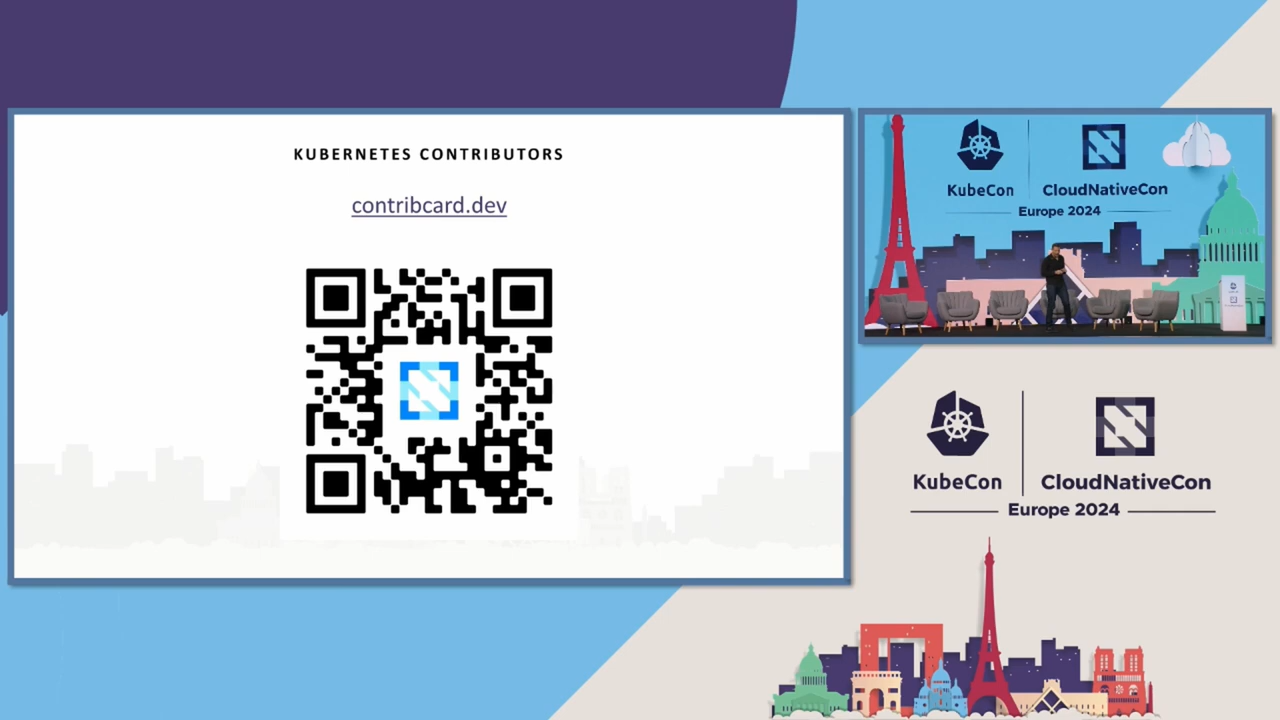 KUBERNETES CONTRIBUTORS
contribcard.dev
KubeCon
CloudNativeCon
Europe 2024
KubeCon
CloudNativeCon
Europe 2024